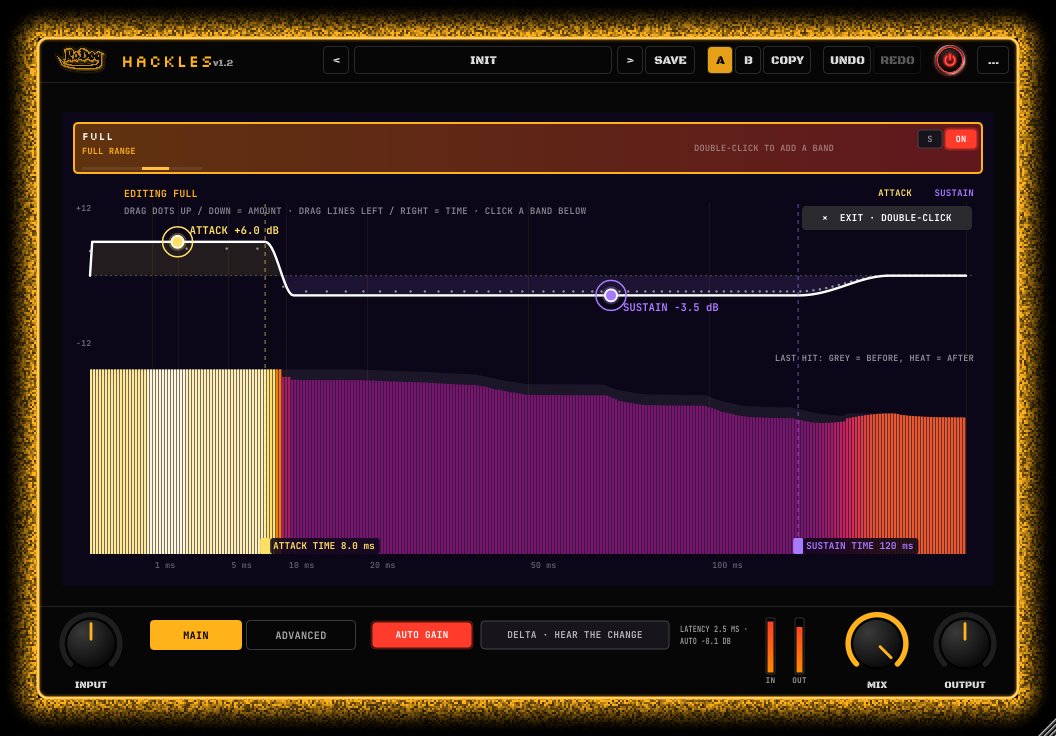 HACKLES v1.2
< INIT > SAVE A B COPY UNDO REDO ...
FULL
FULL RANGE
DOUBLE-CLICK TO ADD A BAND
S ON
EDITING FULL
ATTACK SUSTAIN
+12
DRAG DOTS UP / DOWN = AMOUNT · DRAG LINES LEFT / RIGHT = TIME · CLICK A BAND BELOW
× EXIT · DOUBLE-CLICK
ATTACK +6.0 dB
SUSTAIN -3.5 dB
-12
LAST HIT: GREY = BEFORE, HEAT = AFTER
ATTACK TIME 8.0 ms
SUSTAIN TIME 120 ms
1 ms 5 ms 10 ms 20 ms 50 ms 100 ms
MAIN ADVANCED AUTO GAIN DELTA · HEAR THE CHANGE
LATENCY 2.5 MS ·
AUTO -0.1 DB
IN OUT
INPUT MIX OUTPUT